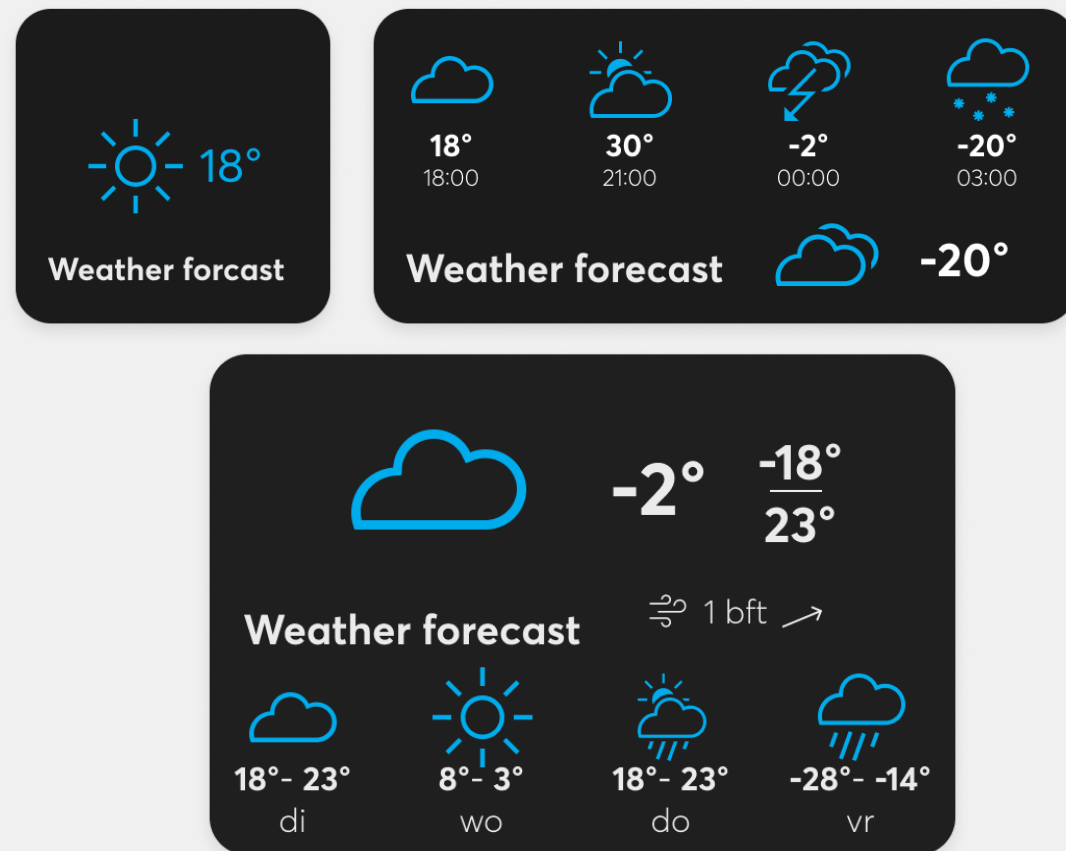 18°
Weather forcast
18° 30° -2° -20°
18:00 21:00 00:00 03:00
Weather forecast -20°
-2° -18°
23°
1 bft
Weather forecast
18°- 23° 8°- 3° 18°- 23° -28°- -14°
di wo do vr